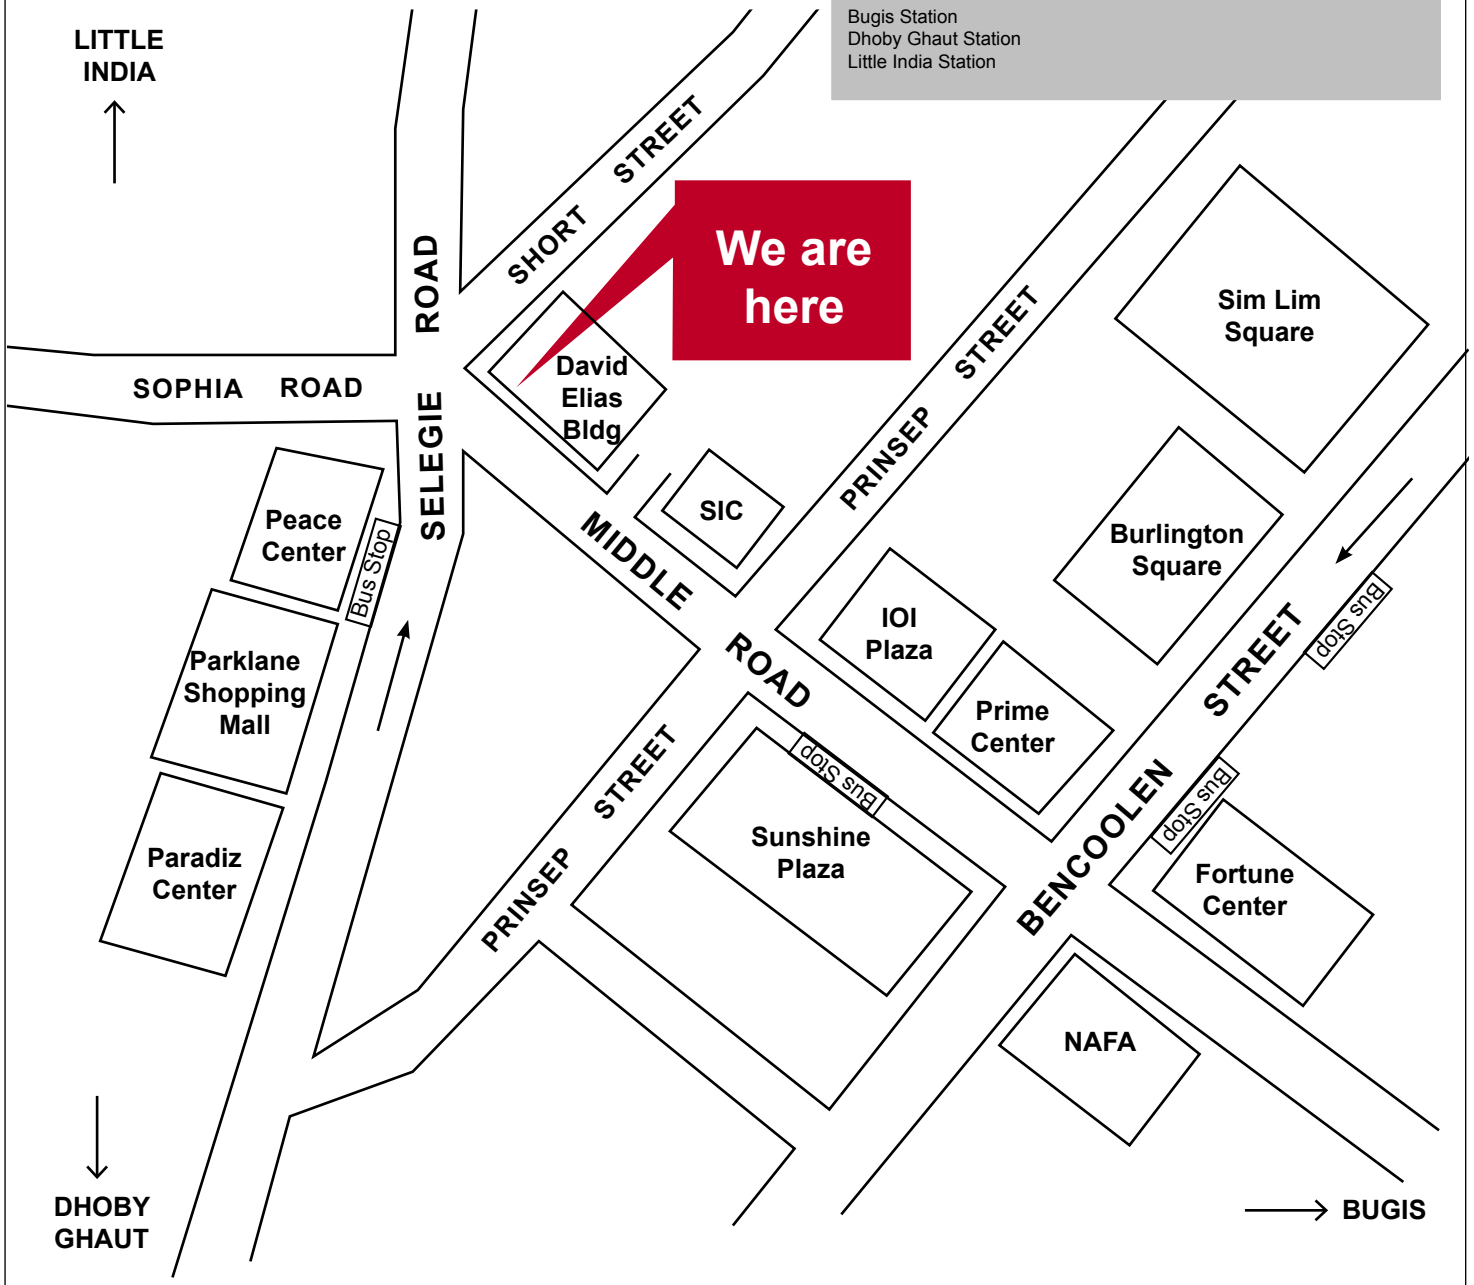 Bugis Station
Dhoby Ghaut Station
Little India Station
LITTLE
INDIA
SHORT STREET
We are
here
SELEGIE ROAD
SOPHIA ROAD
David
Elias
Bldg
PRINSEP STREET
Sim Lim
Square
Peace
Center
Bus Stop
SIC
MIDDLE ROAD
Burlington
Square
IOI
Plaza
Bus Stop
Parklane
Shopping
Mall
Prime
Center
BENCOOLEN STREET
PRINSEP STREET
Bus Stop
Bus Stop
Sunshine
Plaza
Paradiz
Center
Fortune
Center
NAFA
DHOBY
GHAUT
BUGIS